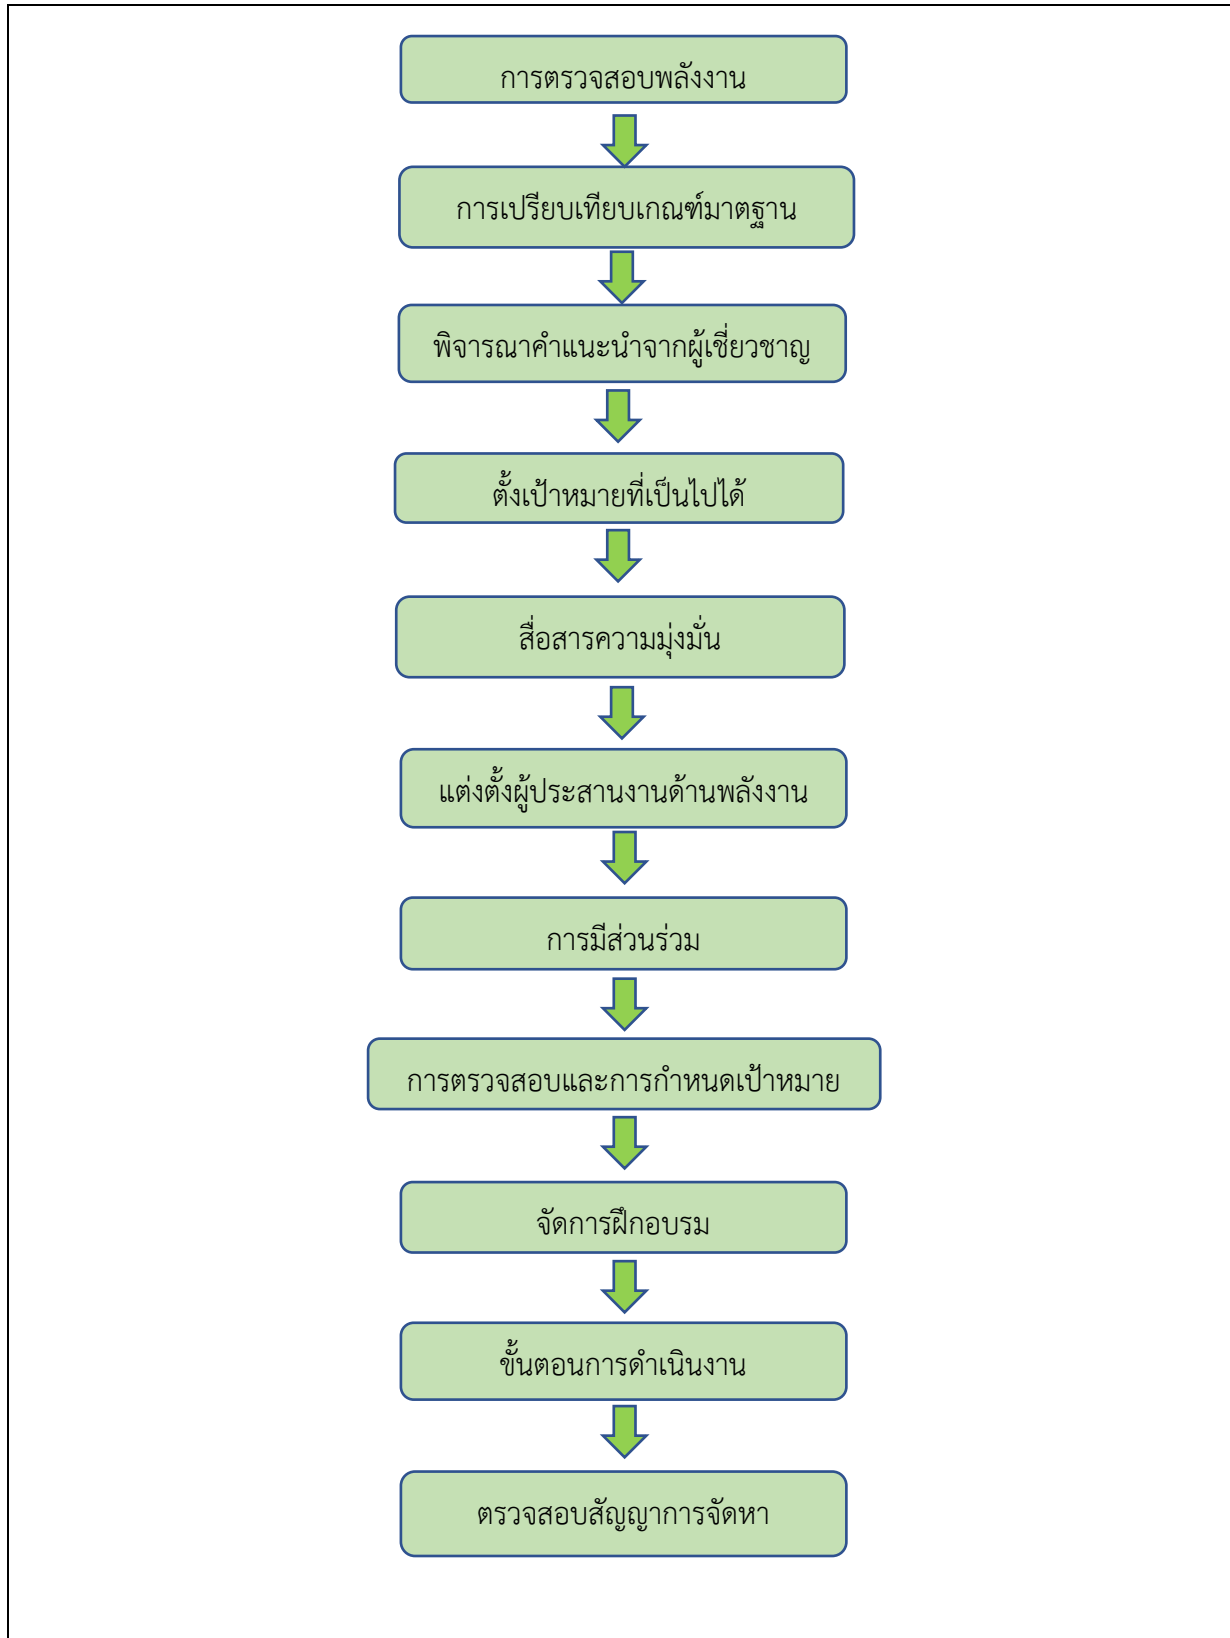 การตรวจสอบพลังงาน
การเปรียบเทียบเกณฑ์มาตฐาน
พิจารณาคำแนะนำจากผู้เชี่ยวชาญ
ตั้งเป้าหมายที่เป็นไปได้
สื่อสารความมุ่งมั่น
แต่งตั้งผู้ประสานงานด้านพลังงาน
การมีส่วนร่วม
การตรวจสอบและการกำหนดเป้าหมาย
จัดการฝึกอบรม
ขั้นตอนการดำเนินงาน
ตรวจสอบสัญญาการจัดหา